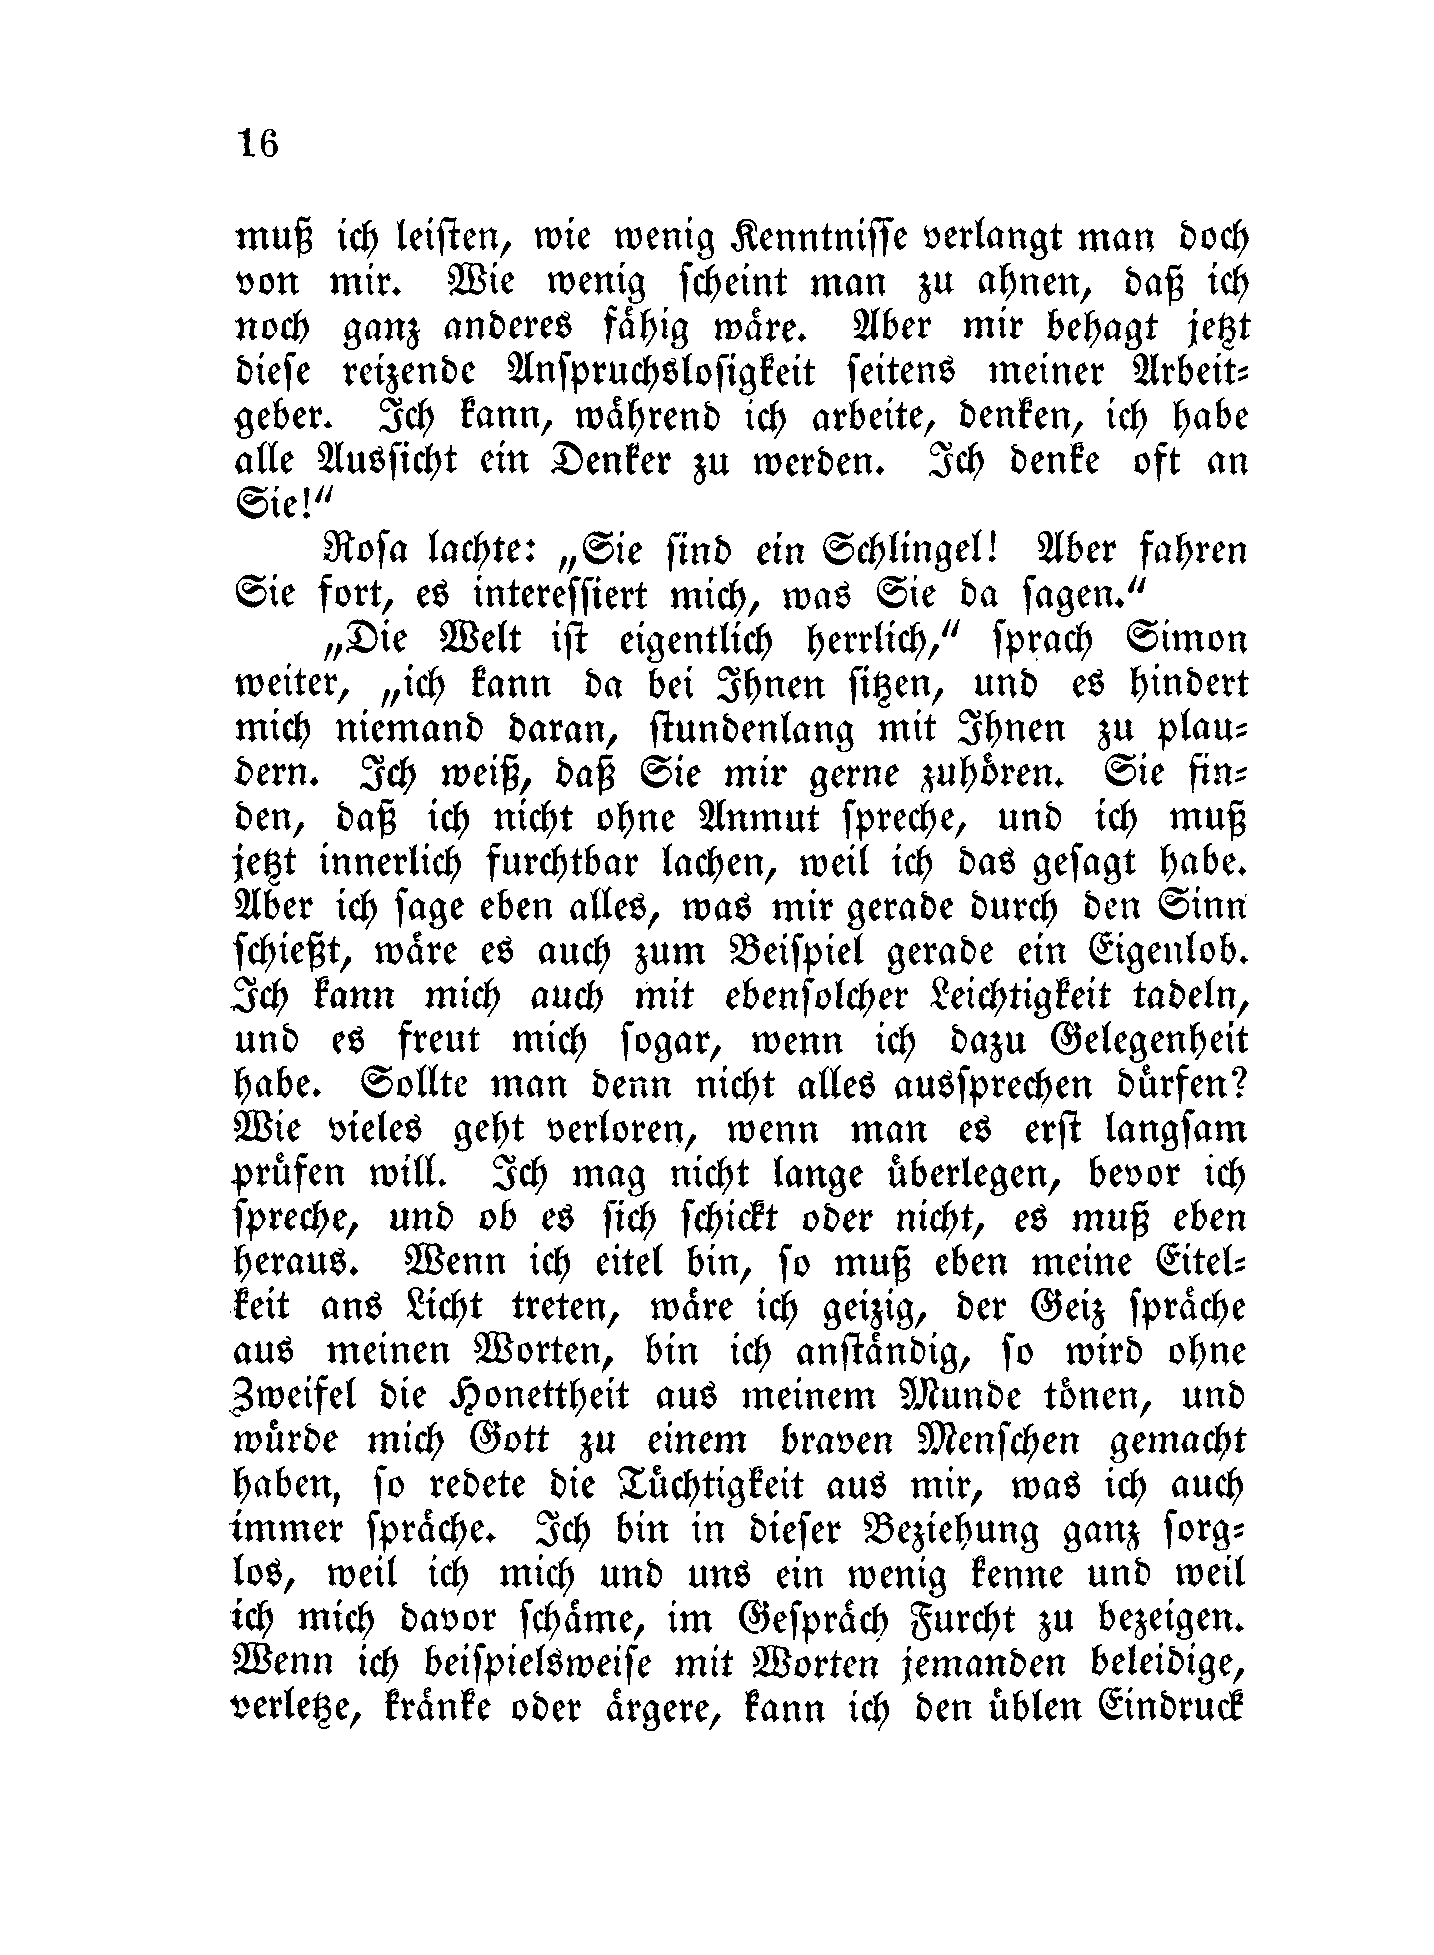 16
muß ich leisten, wie wenig Kenntnisse verlangt man doch
von mir. Wie wenig scheint man zu ahnen, daß ich
noch ganz anderes fähig wäre. Aber mir behagt jetzt
diese reizende Anspruchslosigkeit seitens meiner Arbeit-
geber. Ich kann, während ich arbeite, denken, ich habe
alle Aussicht ein Denker zu werden. Ich denke oft an
Sie!“
Rosa lachte: „Sie sind ein Schlingel! Aber fahren
Sie fort, es interessiert mich, was Sie da sagen.“
„Die Welt ist eigentlich herrlich,“ sprach Simon
weiter, „ich kann da bei Ihnen sitzen, und es hindert
mich niemand daran, stundenlang mit Ihnen zu plau-
dern. Ich weiß, daß Sie mir gerne zuhören. Sie fin-
den, daß ich nicht ohne Anmut spreche, und ich muß
jetzt innerlich furchtbar lachen, weil ich das gesagt habe.
Aber ich sage eben alles, was mir gerade durch den Sinn
schießt, wäre es auch zum Beispiel gerade ein Eigenlob.
Ich kann mich auch mit ebensolcher Leichtigkeit tadeln,
und es freut mich sogar, wenn ich dazu Gelegenheit
habe. Sollte man denn nicht alles aussprechen dürfen?
Wie vieles geht verloren, wenn man es erst langsam
prüfen will. Ich mag nicht lange überlegen, bevor ich
spreche, und ob es sich schickt oder nicht, es muß eben
heraus. Wenn ich eitel bin, so muß eben meine Eitel-
keit ans Licht treten, wäre ich geizig, der Geiz spräche
aus meinen Worten, bin ich anständig, so wird ohne
Zweifel die Honettheit aus meinem Munde tönen, und
würde mich Gott zu einem braven Menschen gemacht
haben, so redete die Tüchtigkeit aus mir, was ich auch
immer spräche. Ich bin in dieser Beziehung ganz sorg-
los, weil ich mich und uns ein wenig kenne und weil
ich mich davor schäme, im Gespräch Furcht zu bezeigen.
Wenn ich beispielsweise mit Worten jemanden beleidige,
verletze, kränke oder ärgere, kann ich den üblen Eindruck